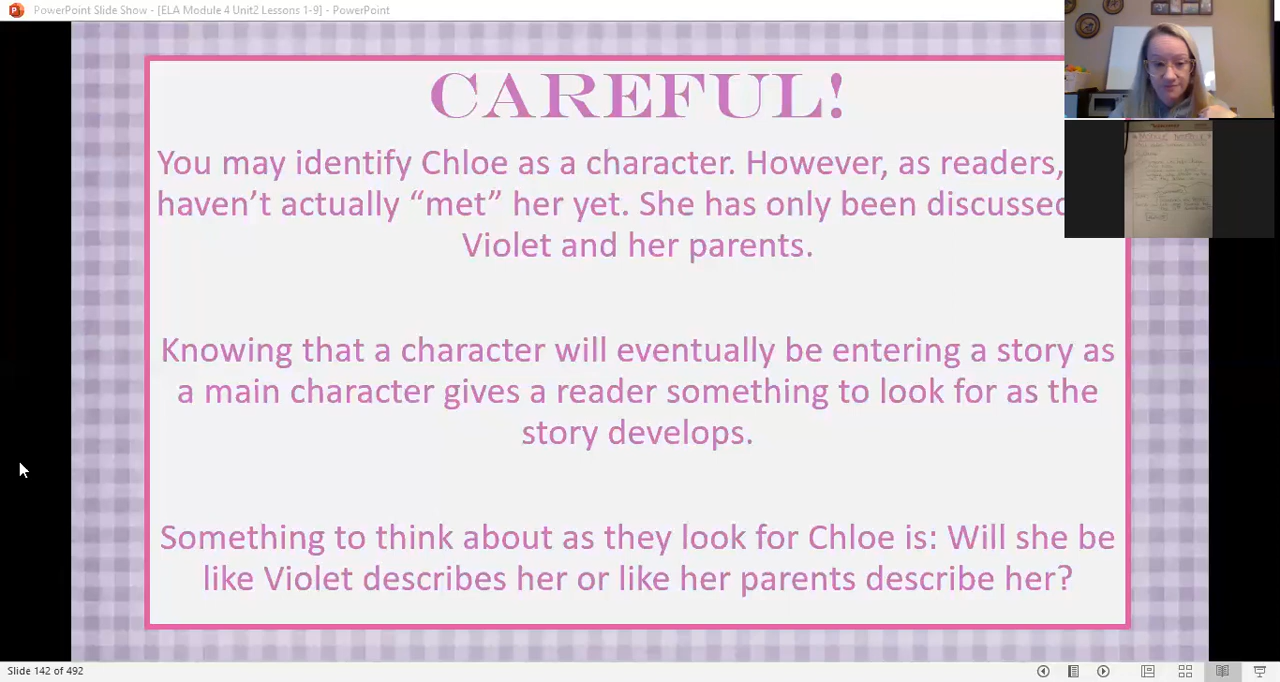 PowerPoint Slide Show - [ELA Module 4 Unit2 Lessons 1-9] - PowerPoint
CAREFUL!
You may identify Chloe as a character. However, as readers,
haven't actually “met” her yet. She has only been discussed
Violet and her parents.
Knowing that a character will eventually be entering a story as
a main character gives a reader something to look for as the
story develops.
Something to think about as they look for Chloe is: Will she be
like Violet describes her or like her parents describe her?
Slide 142 of 492